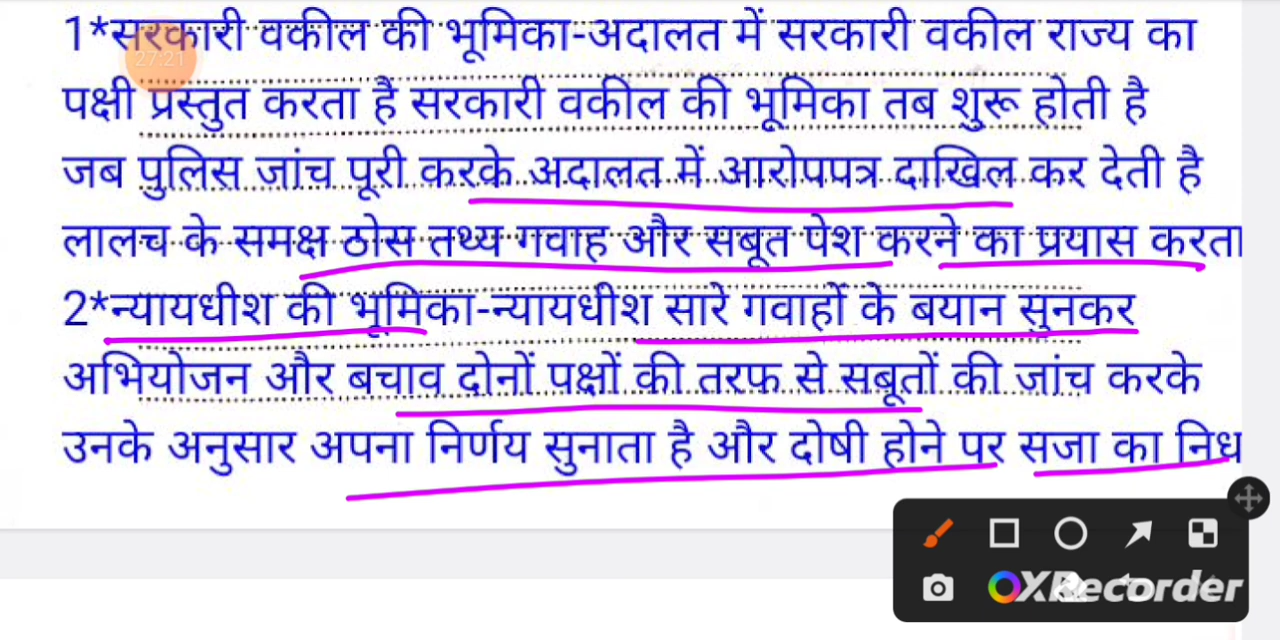 1*सरकारी वकील की भूमिका-अदालत में सरकारी वकील राज्य का
27:21
पक्षी प्रस्तुत करता है सरकारी वकील की भूमिका तब शुरू होती है
जब पुलिस जांच पूरी करके अदालत में आरोपपत्र दाखिल कर देती है
लालच के समक्ष ठोस तथ्य गवाह और सबूत पेश करने का प्रयास करता
2*न्यायधीश की भूमिका-न्यायधीश सारे गवाहों के बयान सुनकर
अभियोजन और बचाव दोनों पक्षों की तरफ से सबूतों की जांच करके
उनके अनुसार अपना निर्णय सुनाता है और दोषी होने पर सजा का निध
XRecorder